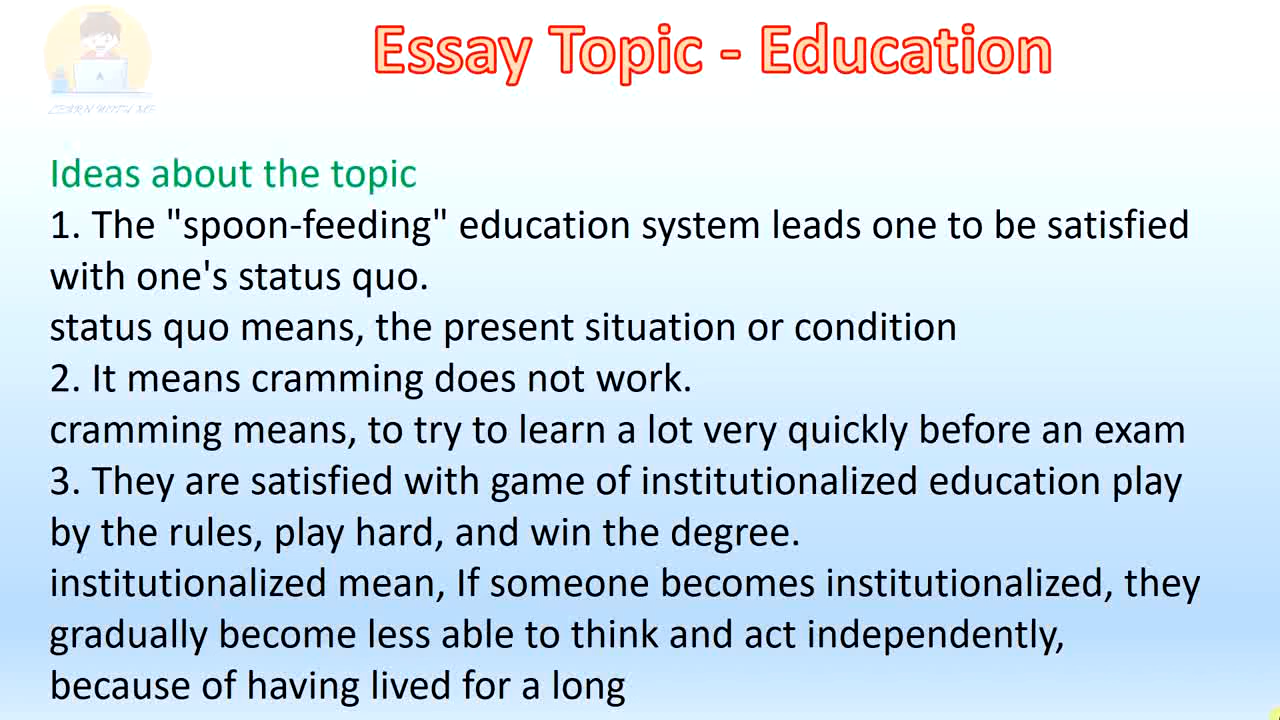 Essay Topic - Education
LEARN WITH ME
Ideas about the topic
1. The "spoon-feeding" education system leads one to be satisfied
with one's status quo.
status quo means, the present situation or condition
2. It means cramming does not work.
cramming means, to try to learn a lot very quickly before an exam
3. They are satisfied with game of institutionalized education play
by the rules, play hard, and win the degree.
institutionalized mean, If someone becomes institutionalized, they
gradually become less able to think and act independently,
because of having lived for a long